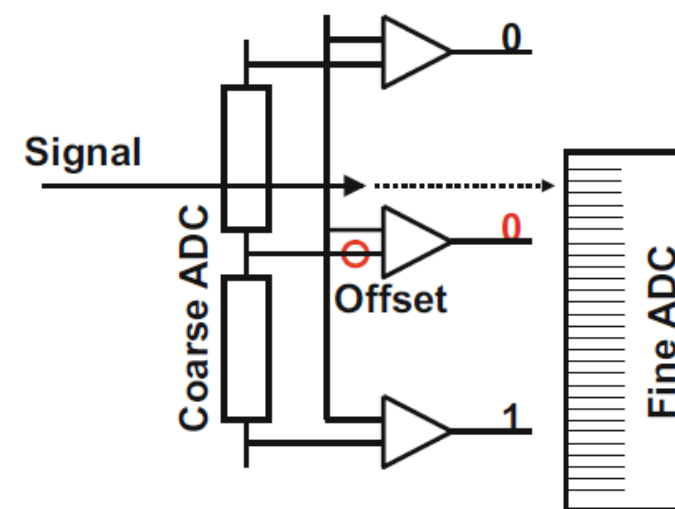 0
Signal
0
Offset
Coarse ADC
Fine ADC
1